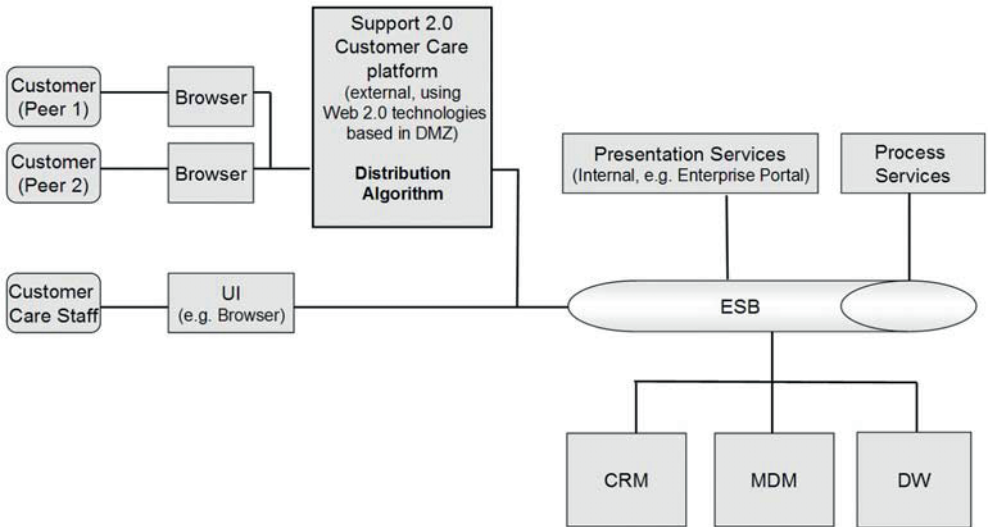 Support 2.0
Customer Care
platform
(external, using
Web 2.0 technologies
based in DMZ)
Distribution
Algorithm
Customer
(Peer 1)
Browser
Customer
(Peer 2)
Browser
Presentation Services
(Internal, e.g. Enterprise Portal)
Process
Services
Customer
Care Staff
UI
(e.g. Browser)
ESB
CRM
MDM
DW